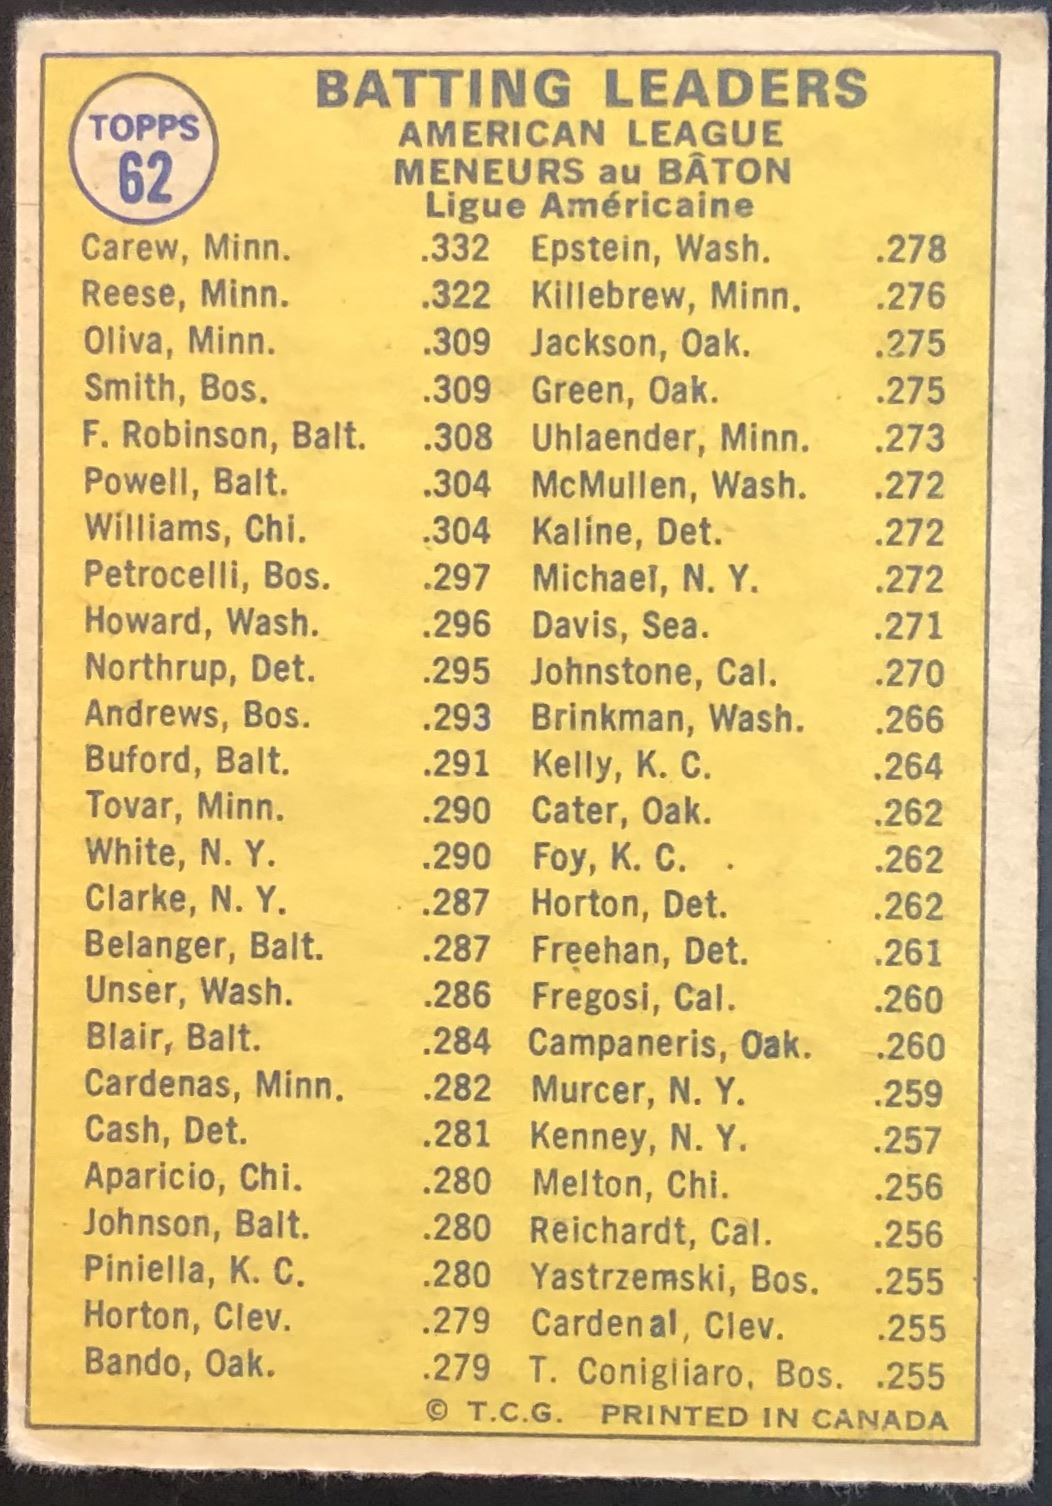 TOPPS
62
BATTING LEADERS
AMERICAN LEAGUE
MENEURS au BÂTON
Ligue Américaine
Carew, Minn. .332
Reese, Minn. .322
Oliva, Minn. .309
Smith, Bos. .309
F. Robinson, Balt. .308
Powell, Balt. .304
Williams, Chi. .304
Petrocelli, Bos. .297
Howard, Wash. .296
Northrup, Det. .295
Andrews, Bos. .293
Buford, Balt. .291
Tovar, Minn. .290
White, N. Y. .290
Clarke, N. Y. .287
Belanger, Balt. .287
Unser, Wash. .286
Blair, Balt. .284
Cardenas, Minn. .282
Cash, Det. .281
Aparicio, Chi. .280
Johnson, Balt. .280
Piniella, K. C. .280
Horton, Clev. .279
Bando, Oak. .279
Epstein, Wash. .278
Killebrew, Minn. .276
Jackson, Oak. .275
Green, Oak. .275
Uhlaender, Minn. .273
McMullen, Wash. .272
Kaline, Det. .272
Michael, N. Y. .272
Davis, Sea. .271
Johnstone, Cal. .270
Brinkman, Wash. .266
Kelly, K. C. .264
Cater, Oak. .262
Foy, K. C. .262
Horton, Det. .262
Freehan, Det. .261
Fregosi, Cal. .260
Campaneris, Oak. .260
Murcer, N. Y. .259
Kenney, N. Y. .257
Melton, Chi. .256
Reichardt, Cal. .256
Yastrzemski, Bos. .255
Cardenal, Clev. .255
T. Conigliaro, Bos. .255
© T.C.G. PRINTED IN CANADA